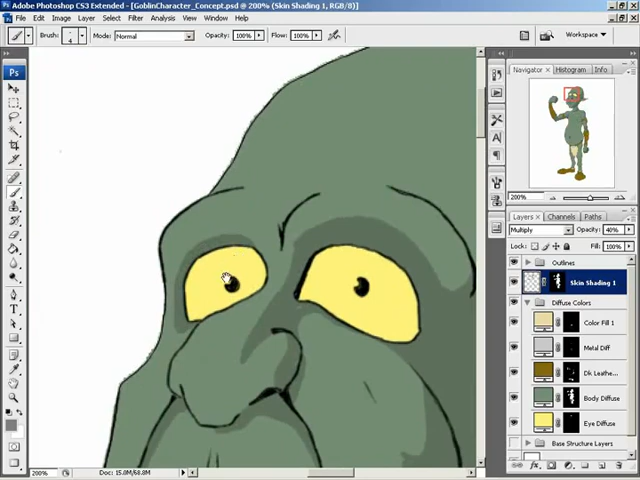 Adobe Photoshop CS3 Extended - [GoblinCharacter_Concept.psd @ 200% (Skin Shading 1, RGB/8)]
File Edit Image Layer Select Filter Analysis View Window Help
Brush: 4 Mode: Normal Opacity: 100% Flow: 100% Workspace
Ps
Navigator × Histogram Info
200%
Layers × Channels Paths
Multiply Opacity: 40%
Lock: Fill: 100%
Outlines
Skin Shading 1
Diffuse Colors
Color Fill 1
Metal Diff
Dk Leathe...
Body Diffuse
Eye Diffuse
Base Structure Layers
200% Doc: 15.0M/68.8M